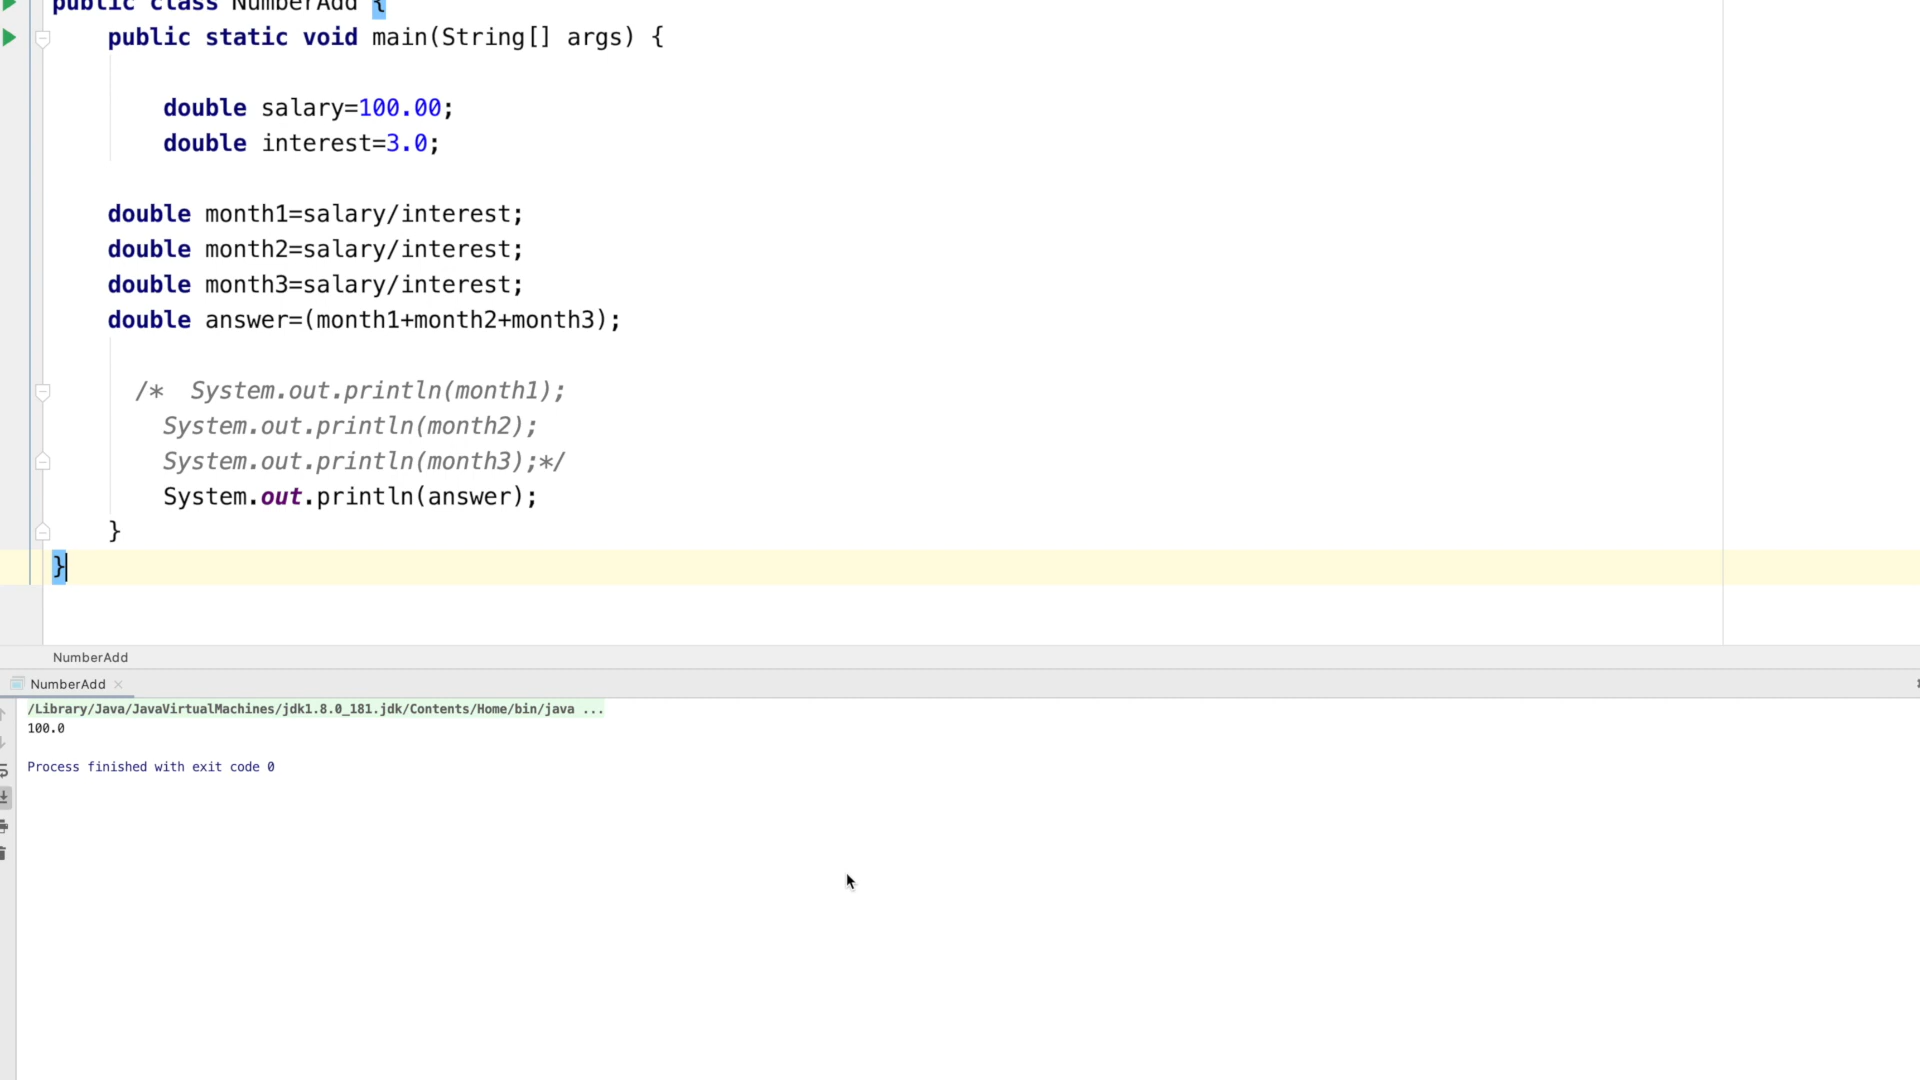 public class NumberAdd {
public static void main(String[] args) {
double salary=100.00;
double interest=3.0;
double month1=salary/interest;
double month2=salary/interest;
double month3=salary/interest;
double answer=(month1+month2+month3);
/*  System.out.println(month1);
System.out.println(month2);
System.out.println(month3);*/
System.out.println(answer);
}
}
NumberAdd
NumberAdd
/Library/Java/JavaVirtualMachines/jdk1.8.0_181.jdk/Contents/Home/bin/java ...
100.0
Process finished with exit code 0